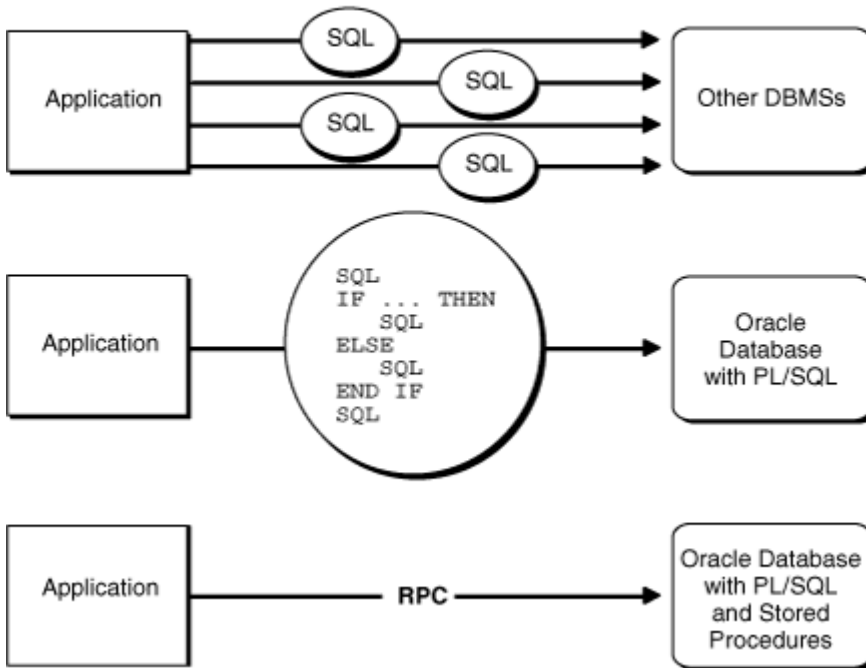 SQL
SQL
Application
Other DBMSs
SQL
SQL
SQL
IF ... THEN
    SQL
ELSE
    SQL
END IF
SQL
Application
Oracle
Database
with PL/SQL
Application
RPC
Oracle Database
with PL/SQL
and Stored
Procedures